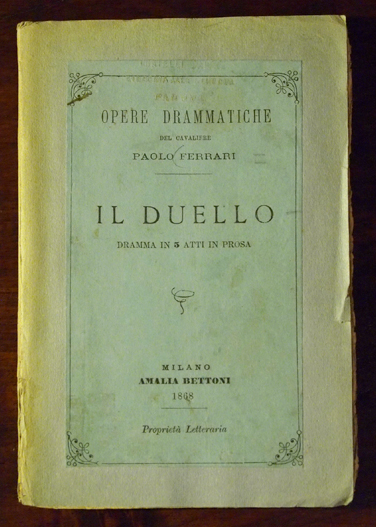 OPERE DRAMMATICHE
DEL CAVALIERE
PAOLO FERRARI
IL DUELLO
DRAMMA IN 5 ATTI IN PROSA
MILANO
AMALIA BETTONI
1868
Proprietà Letteraria